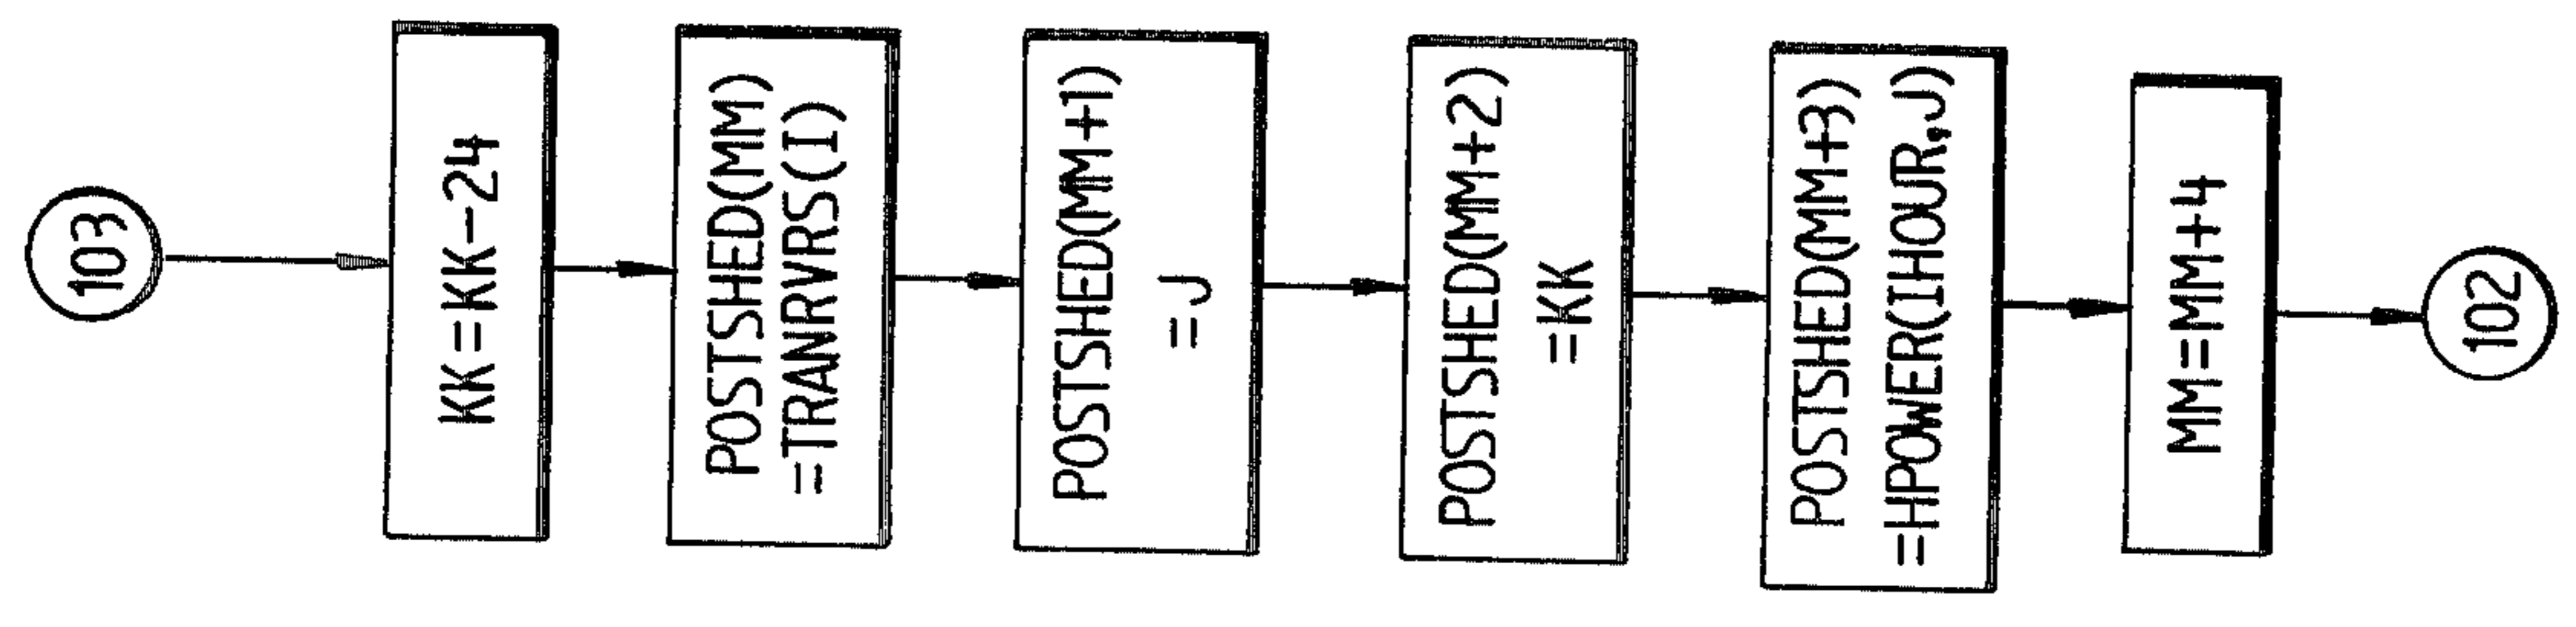 103
KK=KK-24
POSTSHED(MM)
=TRANRVRS(I)
POSTSHED(MM+1)
=J
POSTSHED(MM+2)
=KK
POSTSHED(MM+3)
=HPOWER(IHOUR,J)
MM=MM+4
102